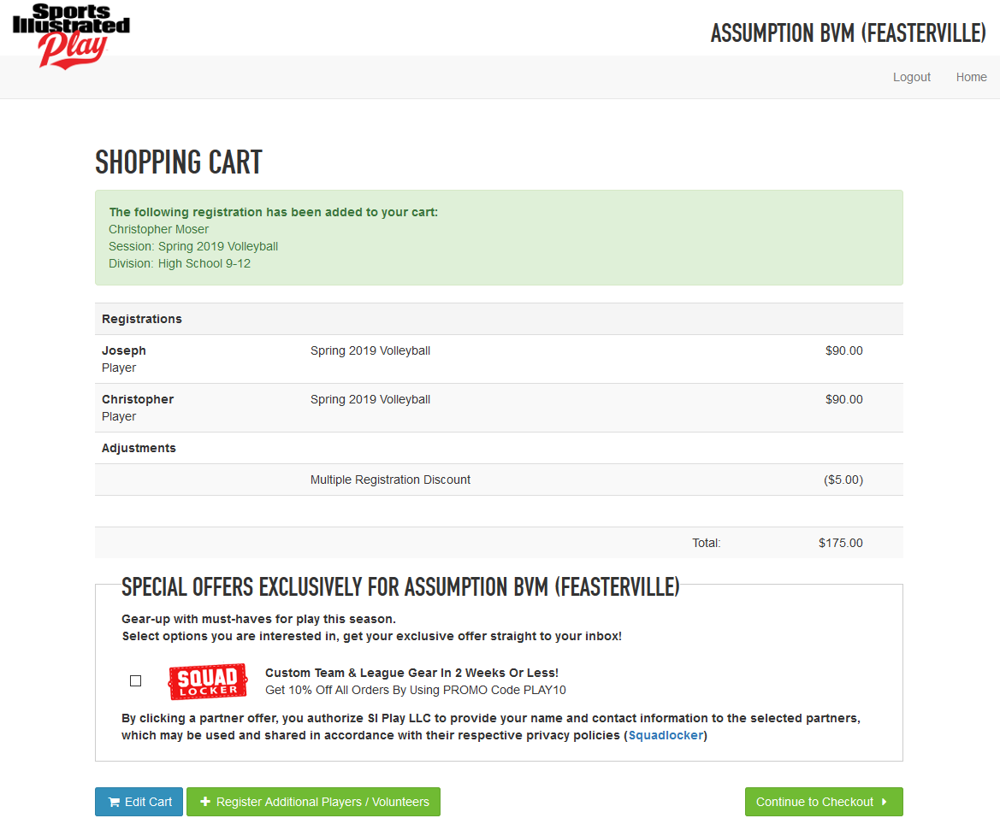 Sports
Illustrated
Play
ASSUMPTION BVM (FEASTERVILLE)
Logout Home
SHOPPING CART
The following registration has been added to your cart:
Christopher Moser
Session: Spring 2019 Volleyball
Division: High School 9-12
Registrations
Joseph Spring 2019 Volleyball $90.00
Player
Christopher Spring 2019 Volleyball $90.00
Player
Adjustments
Multiple Registration Discount ($5.00)
Total: $175.00
SPECIAL OFFERS EXCLUSIVELY FOR ASSUMPTION BVM (FEASTERVILLE)
Gear-up with must-haves for play this season.
Select options you are interested in, get your exclusive offer straight to your inbox!
SQUAD
LOCKER
Custom Team & League Gear In 2 Weeks Or Less!
Get 10% Off All Orders By Using PROMO Code PLAY10
By clicking a partner offer, you authorize SI Play LLC to provide your name and contact information to the selected partners,
which may be used and shared in accordance with their respective privacy policies (Squadlocker)
Edit Cart Register Additional Players / Volunteers Continue to Checkout